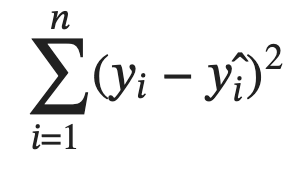 n
∑(yᵢ − ŷᵢ)²
i=1